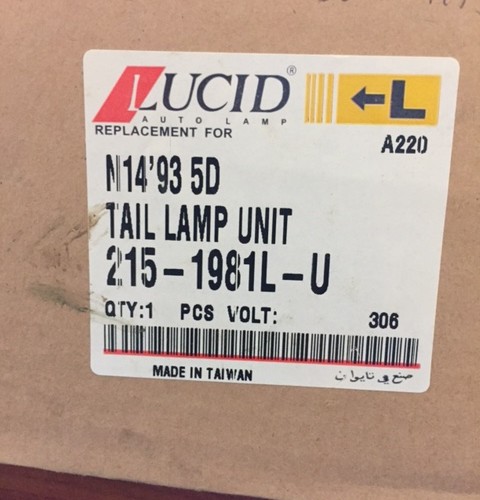 LUCID®
AUTO LAMP
L
REPLACEMENT FOR
A220
N14'93 5D
TAIL LAMP UNIT
215-1981L-U
QTY:1 PCS VOLT: 306
MADE IN TAIWAN صنع في تايوان